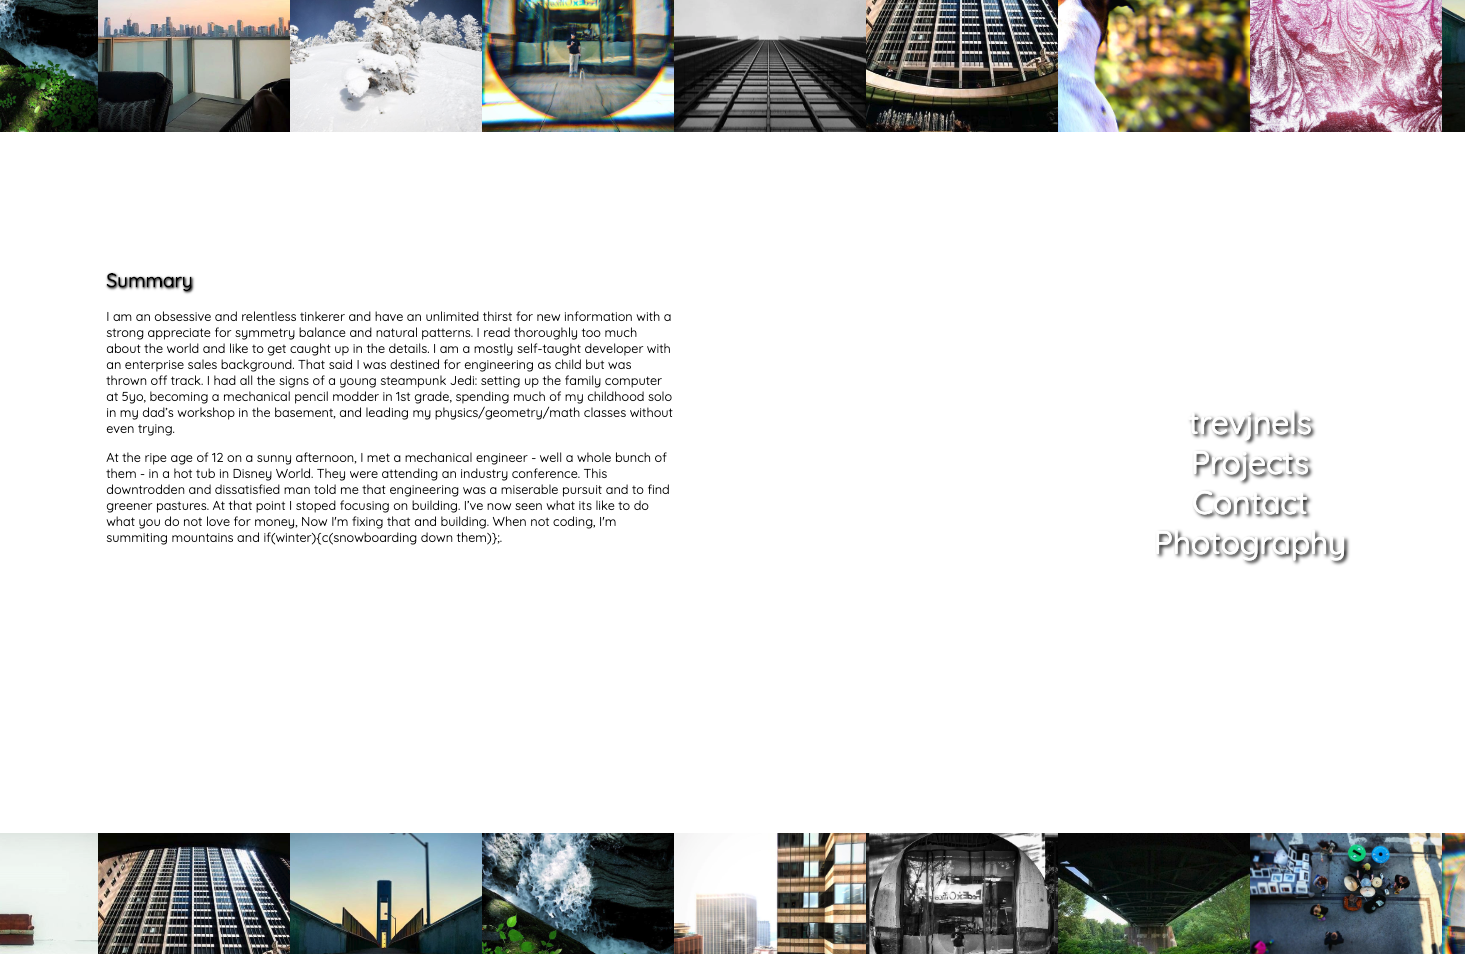 Summary
I am an obsessive and relentless tinkerer and have an unlimited thirst for new information with a
strong appreciate for symmetry balance and natural patterns. I read thoroughly too much
about the world and like to get caught up in the details. I am a mostly self-taught developer with
an enterprise sales background. That said I was destined for engineering as child but was
thrown off track. I had all the signs of a young steampunk Jedi: setting up the family computer
at 5yo, becoming a mechanical pencil modder in 1st grade, spending much of my childhood solo
in my dad's workshop in the basement, and leading my physics/geometry/math classes without
even trying.
At the ripe age of 12 on a sunny afternoon, I met a mechanical engineer - well a whole bunch of
them - in a hot tub in Disney World. They were attending an industry conference. This
downtrodden and dissatisfied man told me that engineering was a miserable pursuit and to find
greener pastures. At that point I stoped focusing on building. I've now seen what its like to do
what you do not love for money, Now I'm fixing that and building. When not coding, I'm
summiting mountains and if(winter){c(snowboarding down them)};.
trevjnels
Projects
Contact
Photography